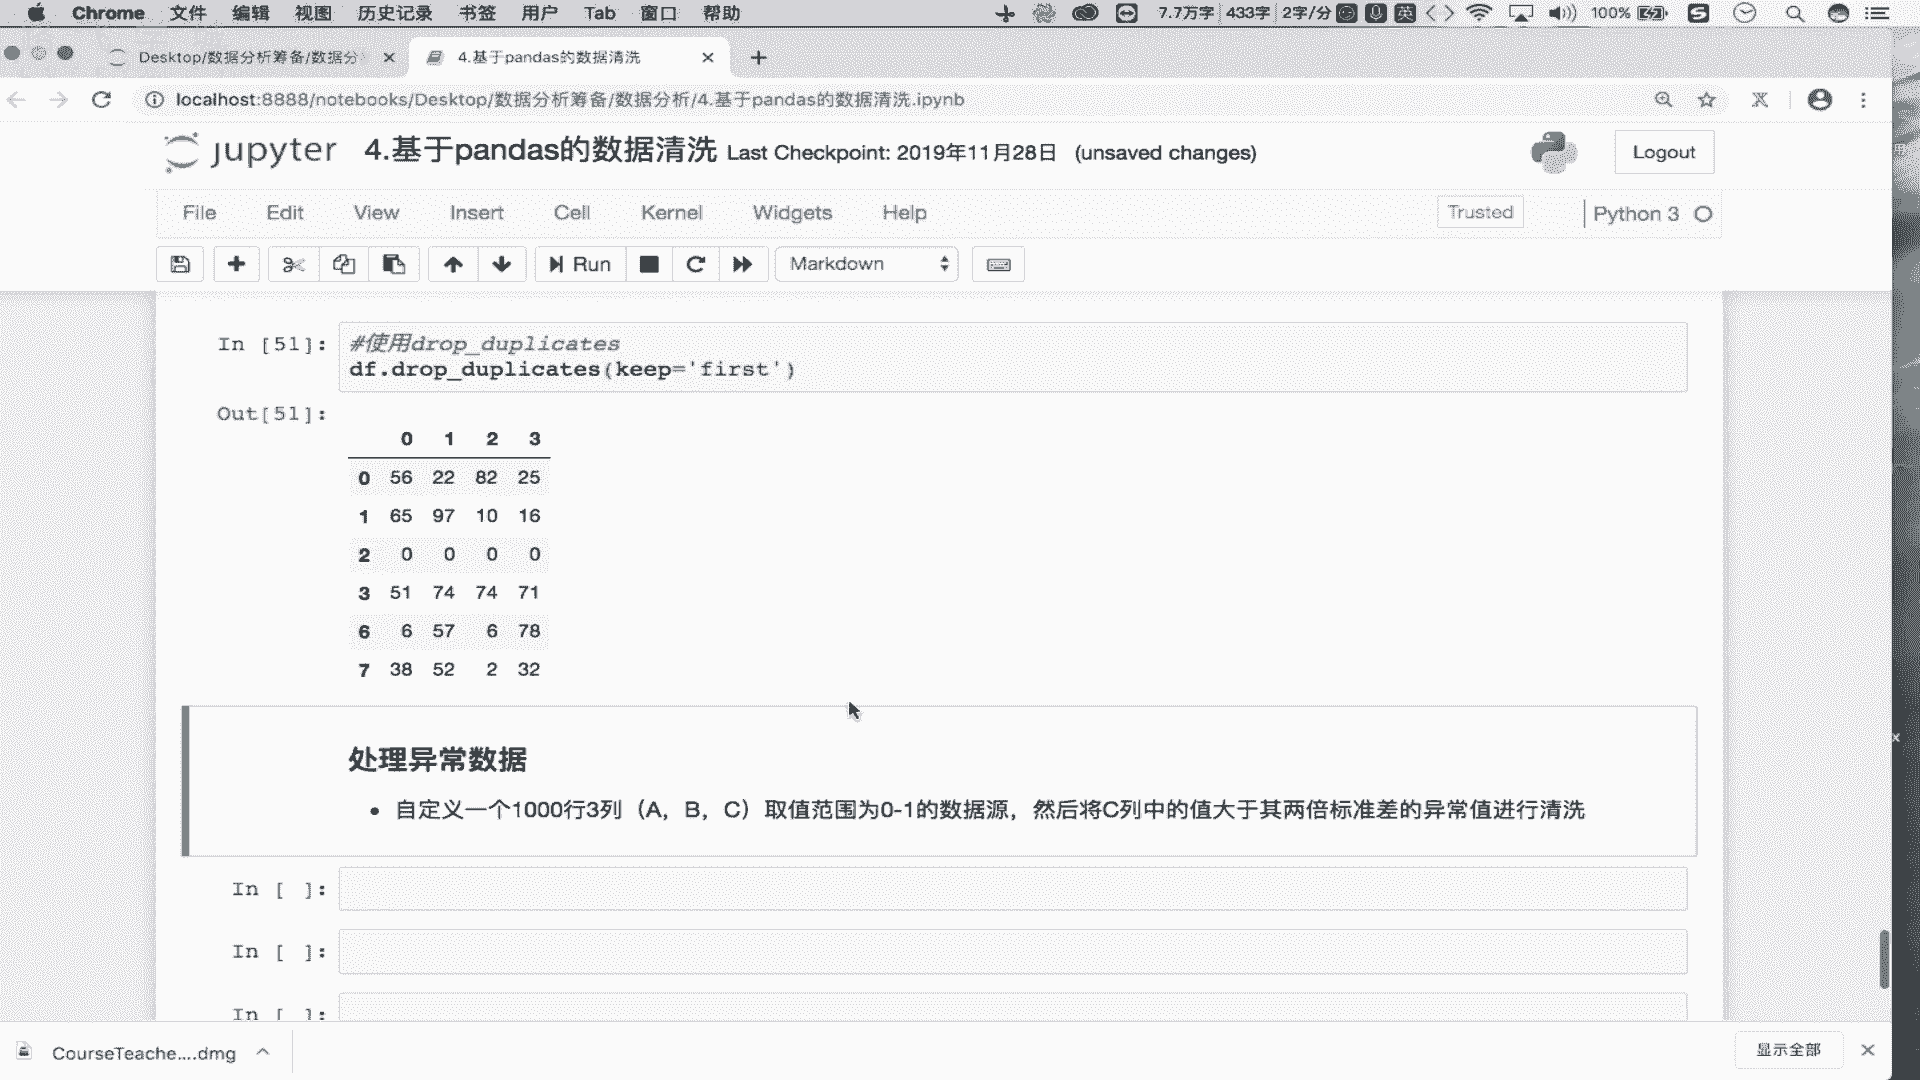 Chrome 文件 编辑 视图 历史记录 书签 用户 Tab 窗口 帮助 7.7万字 433字 2字/分 英 100%
Desktop/数据分析筹备/数据分 4.基于pandas的数据清洗
localhost:8888/notebooks/Desktop/数据分析筹备/数据分析/4.基于pandas的数据清洗.ipynb
jupyter 4.基于pandas的数据清洗 Last Checkpoint: 2019年11月28日 (unsaved changes) Logout
File Edit View Insert Cell Kernel Widgets Help Trusted Python 3
Run Markdown
In [51]: #使用drop_duplicates
df.drop_duplicates(keep='first')
Out[51]:
0 1 2 3
0 56 22 82 25
1 65 97 10 16
2 0 0 0 0
3 51 74 74 71
6 6 57 6 78
7 38 52 2 32
处理异常数据
• 自定义一个1000行3列（A，B，C）取值范围为0-1的数据源，然后将C列中的值大于其两倍标准差的异常值进行清洗
In [ ]:
In [ ]:
In [ ]:
CourseTeache....dmg 显示全部